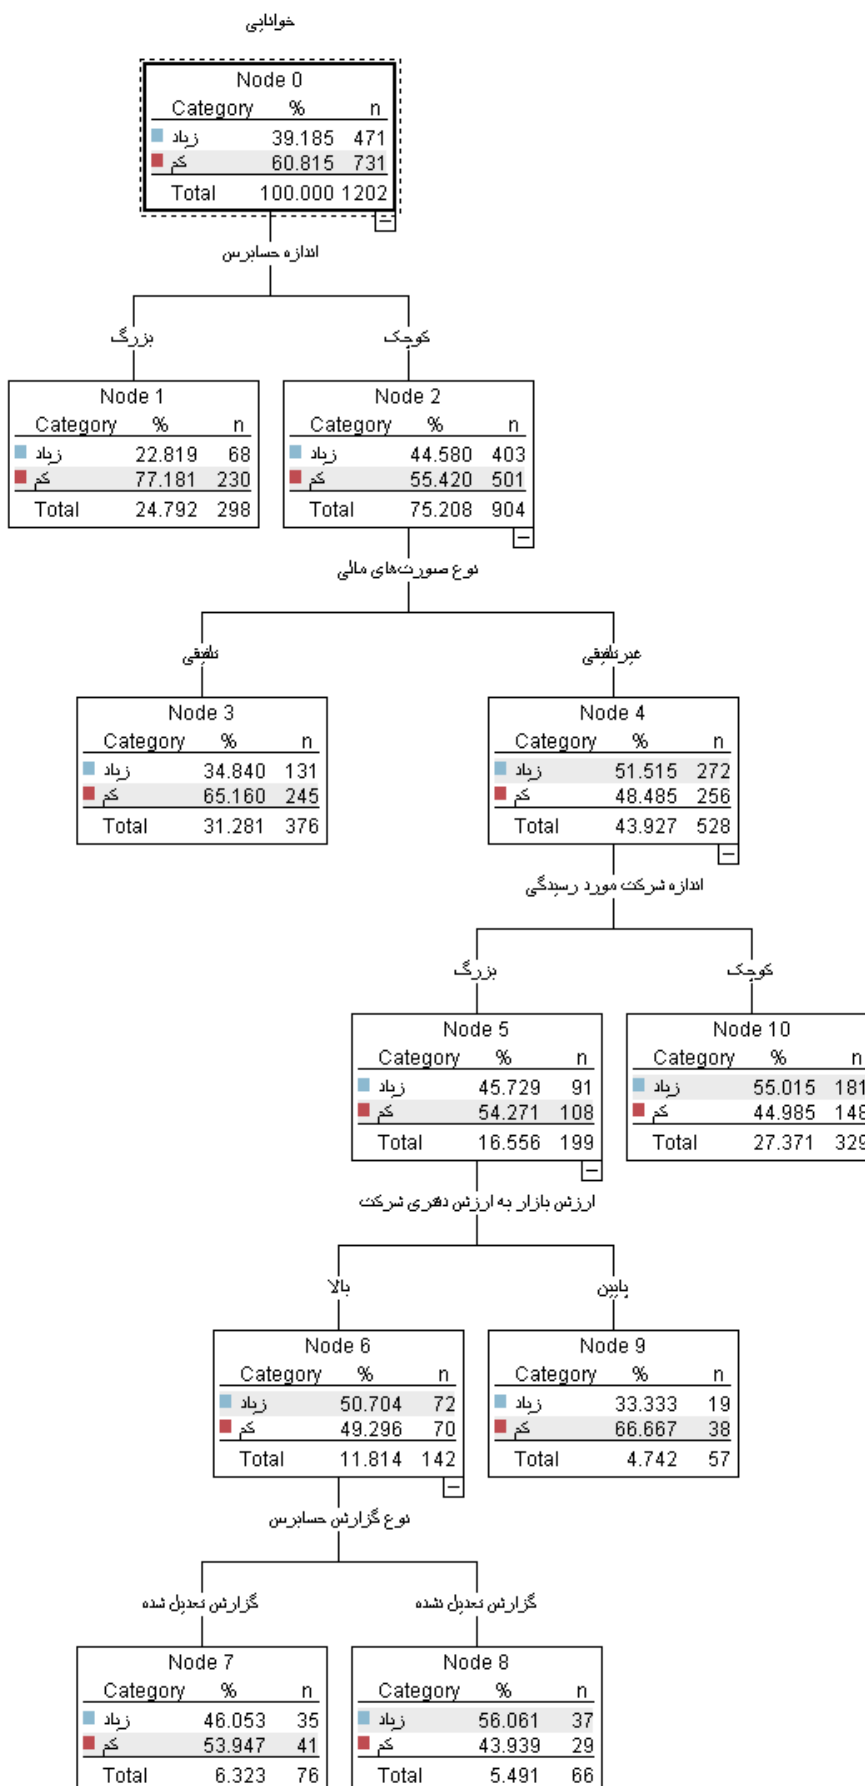 خوانایی
Node 0
Category % n
زیاد 39.185 471
کم 60.815 731
Total 100.000 1202
اندازه حسابرس
بزرگ
کوچک
Node 1
Category % n
زیاد 22.819 68
کم 77.181 230
Total 24.792 298
Node 2
Category % n
زیاد 44.580 403
کم 55.420 501
Total 75.208 904
نوع صورت‌های مالی
تلفیقی
غیرتلفیقی
Node 3
Category % n
زیاد 34.840 131
کم 65.160 245
Total 31.281 376
Node 4
Category % n
زیاد 51.515 272
کم 48.485 256
Total 43.927 528
اندازه شرکت مورد رسیدگی
بزرگ
کوچک
Node 5
Category % n
زیاد 45.729 91
کم 54.271 108
Total 16.556 199
Node 10
Category % n
زیاد 55.015 181
کم 44.985 148
Total 27.371 329
ارزش بازار به ارزش دفتری شرکت
بالا
پایین
Node 6
Category % n
زیاد 50.704 72
کم 49.296 70
Total 11.814 142
Node 9
Category % n
زیاد 33.333 19
کم 66.667 38
Total 4.742 57
نوع گزارش حسابرس
گزارش تعدیل شده
گزارش تعدیل نشده
Node 7
Category % n
زیاد 46.053 35
کم 53.947 41
Total 6.323 76
Node 8
Category % n
زیاد 56.061 37
کم 43.939 29
Total 5.491 66